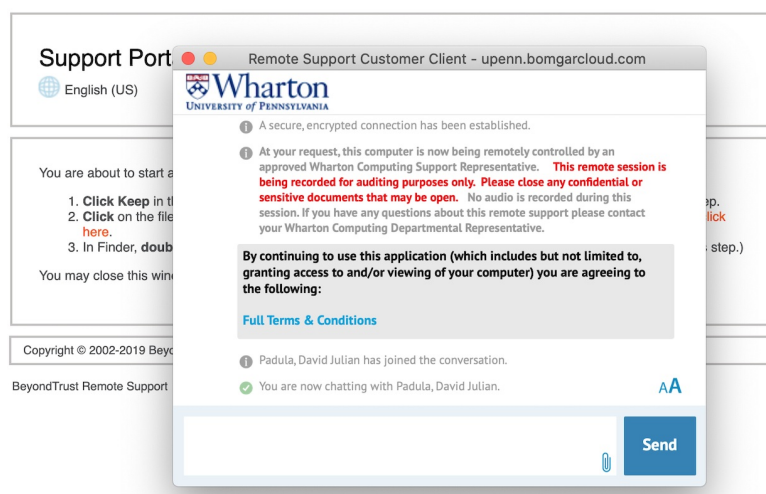 Support Port
English (US)
Remote Support Customer Client - upenn.bomgarcloud.com
Wharton
UNIVERSITY of PENNSYLVANIA
A secure, encrypted connection has been established.
At your request, this computer is now being remotely controlled by an
approved Wharton Computing Support Representative. This remote session is
being recorded for auditing purposes only. Please close any confidential or
sensitive documents that may be open. No audio is recorded during this
session. If you have any questions about this remote support please contact
your Wharton Computing Departmental Representative.
By continuing to use this application (which includes but not limited to,
granting access to and/or viewing of your computer) you are agreeing to
the following:
Full Terms & Conditions
Padula, David Julian has joined the conversation.
You are now chatting with Padula, David Julian.
AA
Send
You are about to start a
1. Click Keep in t
ep.
2. Click on the file
lick
here.
3. In Finder, doub
step.)
You may close this win
Copyright © 2002-2019 Beyo
BeyondTrust Remote Support